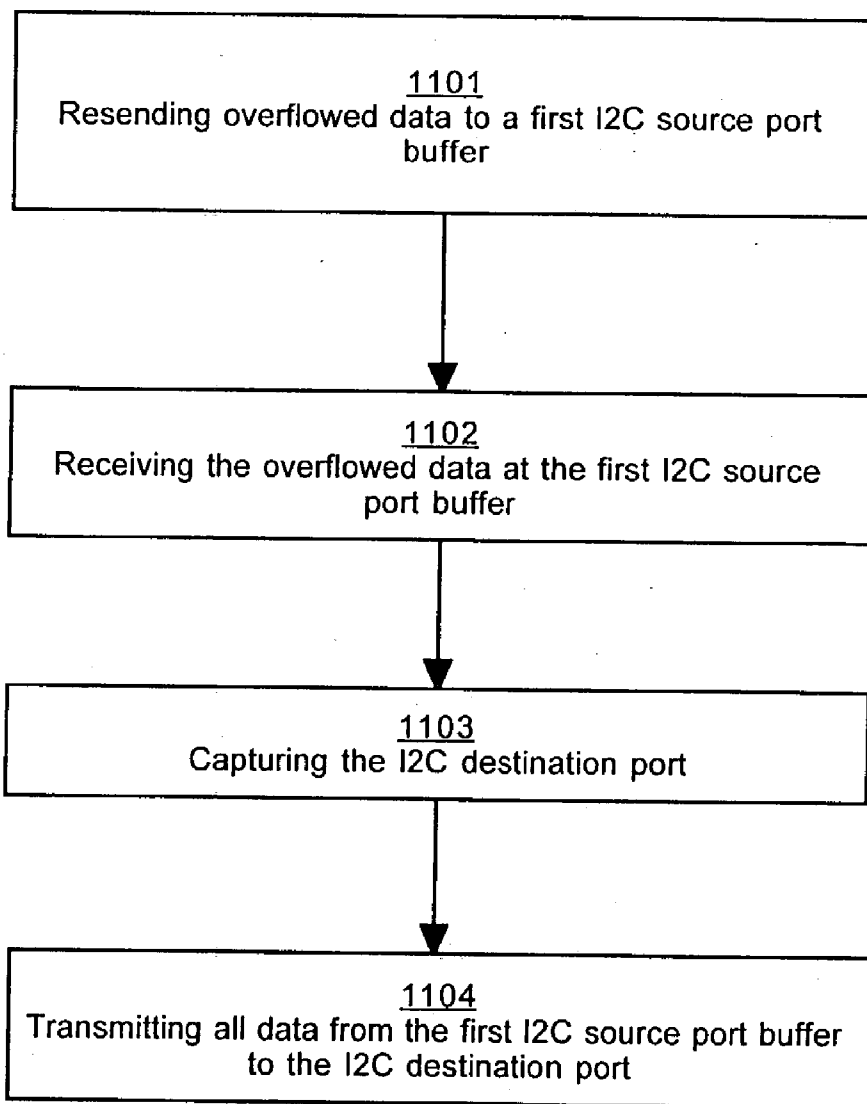 1101
Resending overflowed data to a first I2C source port
buffer
1102
Receiving the overflowed data at the first I2C source
port buffer
1103
Capturing the I2C destination port
1104
Transmitting all data from the first I2C source port buffer
to the I2C destination port